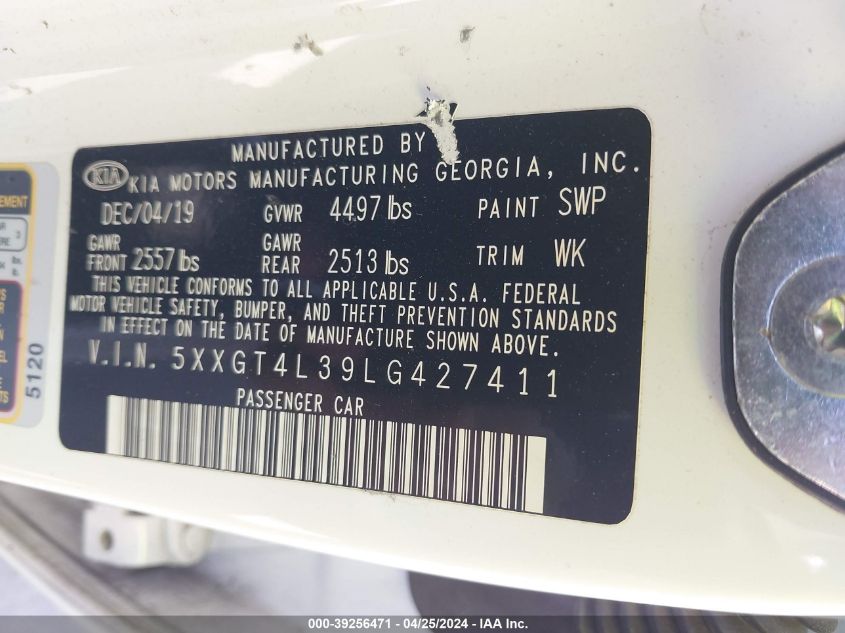 MANUFACTURED BY
KIA
KIA MOTORS MANUFACTURING GEORGIA, INC.
DEC/04/19 GVWR 4497 lbs PAINT SWP
GAWR FRONT 2557 lbs GAWR REAR 2513 lbs TRIM WK
THIS VEHICLE CONFORMS TO ALL APPLICABLE U.S.A. FEDERAL
MOTOR VEHICLE SAFETY, BUMPER, AND THEFT PREVENTION STANDARDS
IN EFFECT ON THE DATE OF MANUFACTURE SHOWN ABOVE.
V.I.N. 5XXGT4L39LG427411
PASSENGER CAR
5120
000-39256471 - 04/25/2024 - IAA Inc.